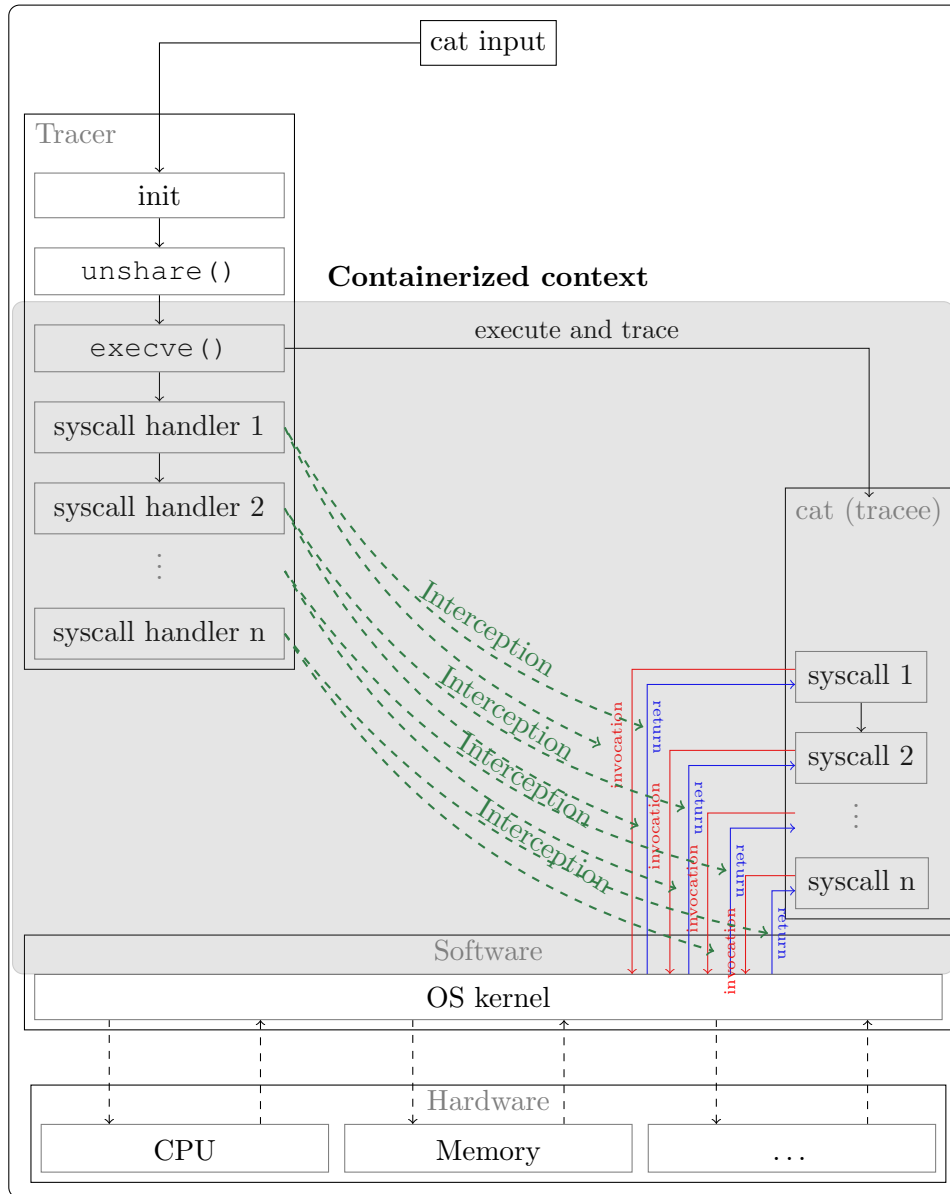 cat input
Tracer
init
unshare()
Containerized context
execve()
execute and trace
syscall handler 1
syscall handler 2
cat (tracee)
⋮
syscall handler n
Interception
Interception
Interception
Interception
Interception
syscall 1
invocation
return
syscall 2
invocation
return
⋮
invocation
return
syscall n
invocation
return
Software
OS kernel
Hardware
CPU
Memory
...